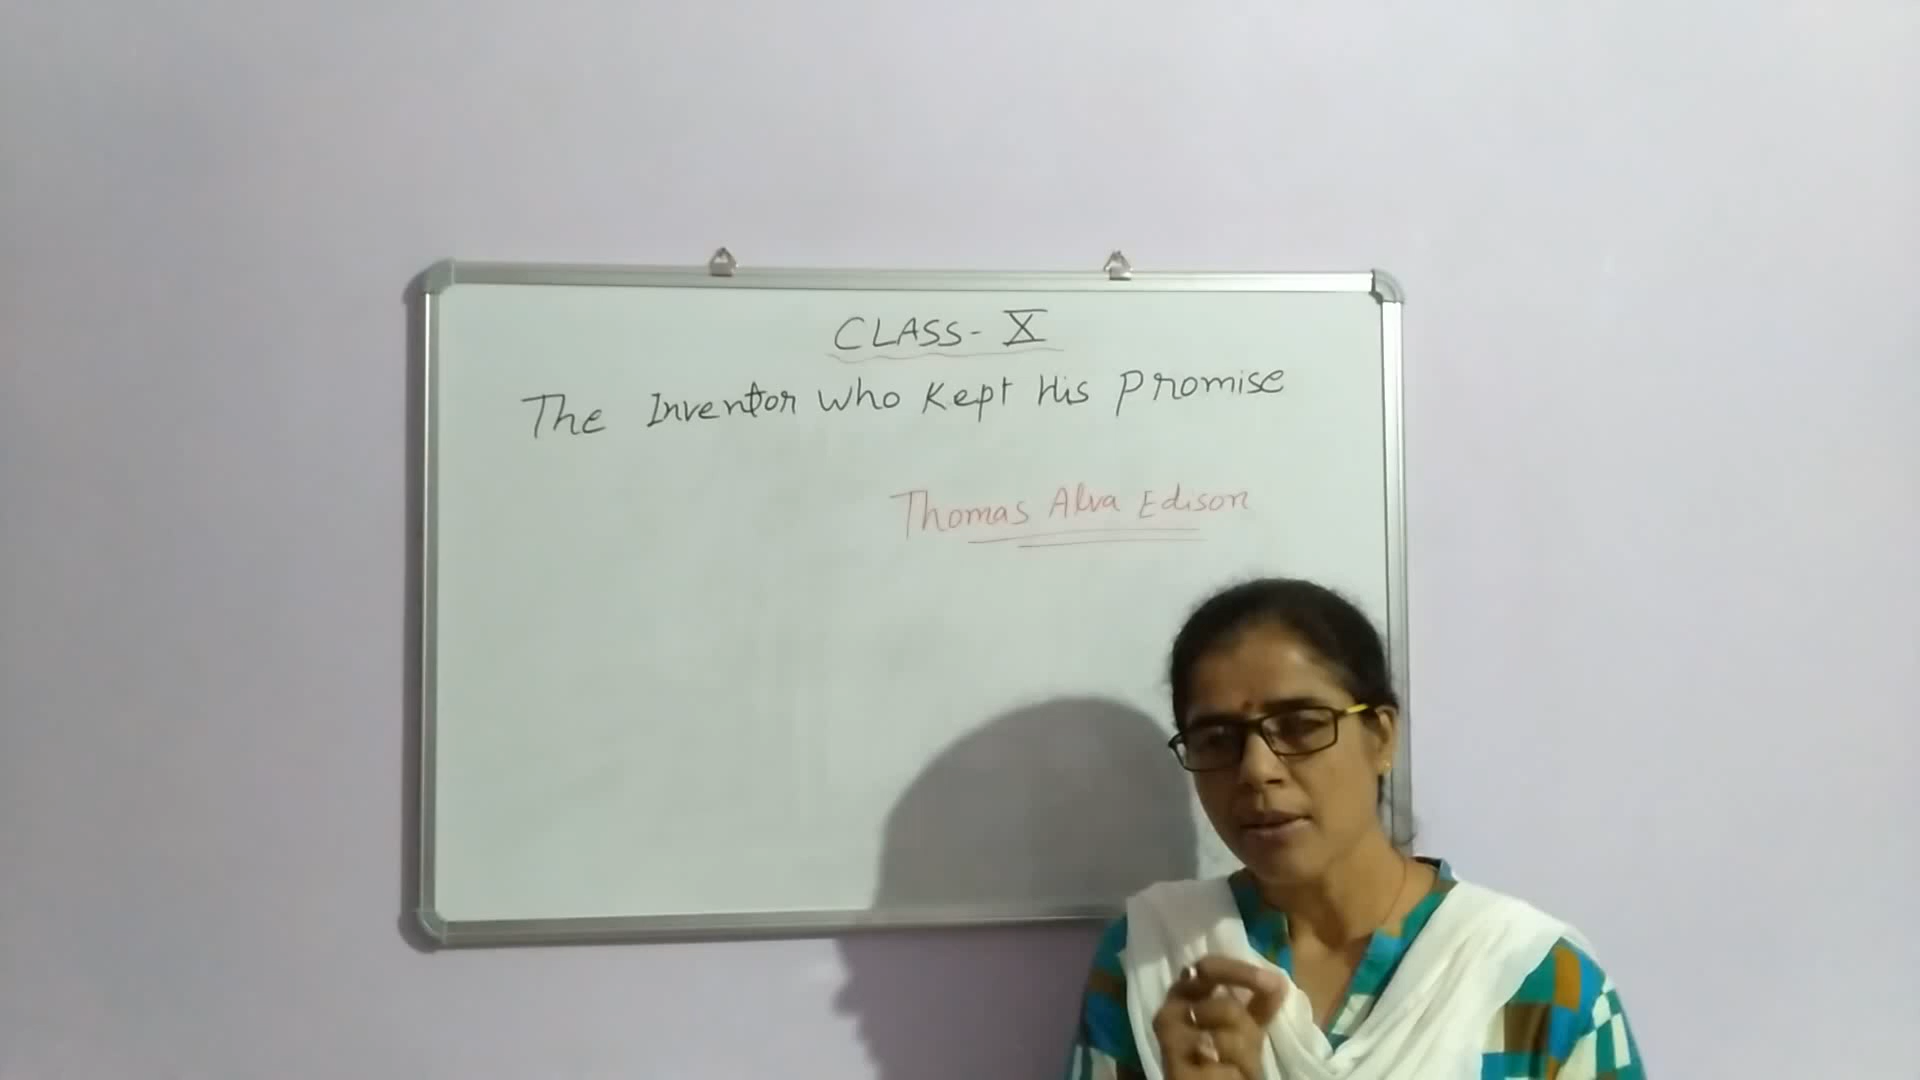 CLASS - X
The Inventor Who Kept His Promise
Thomas Alva Edison